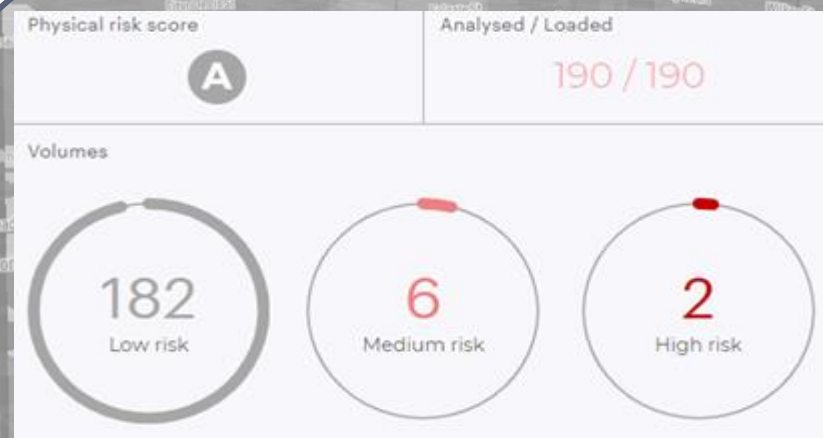 Physical risk score
Analysed / Loaded
A
190 / 190
Volumes
182
Low risk
6
Medium risk
2
High risk